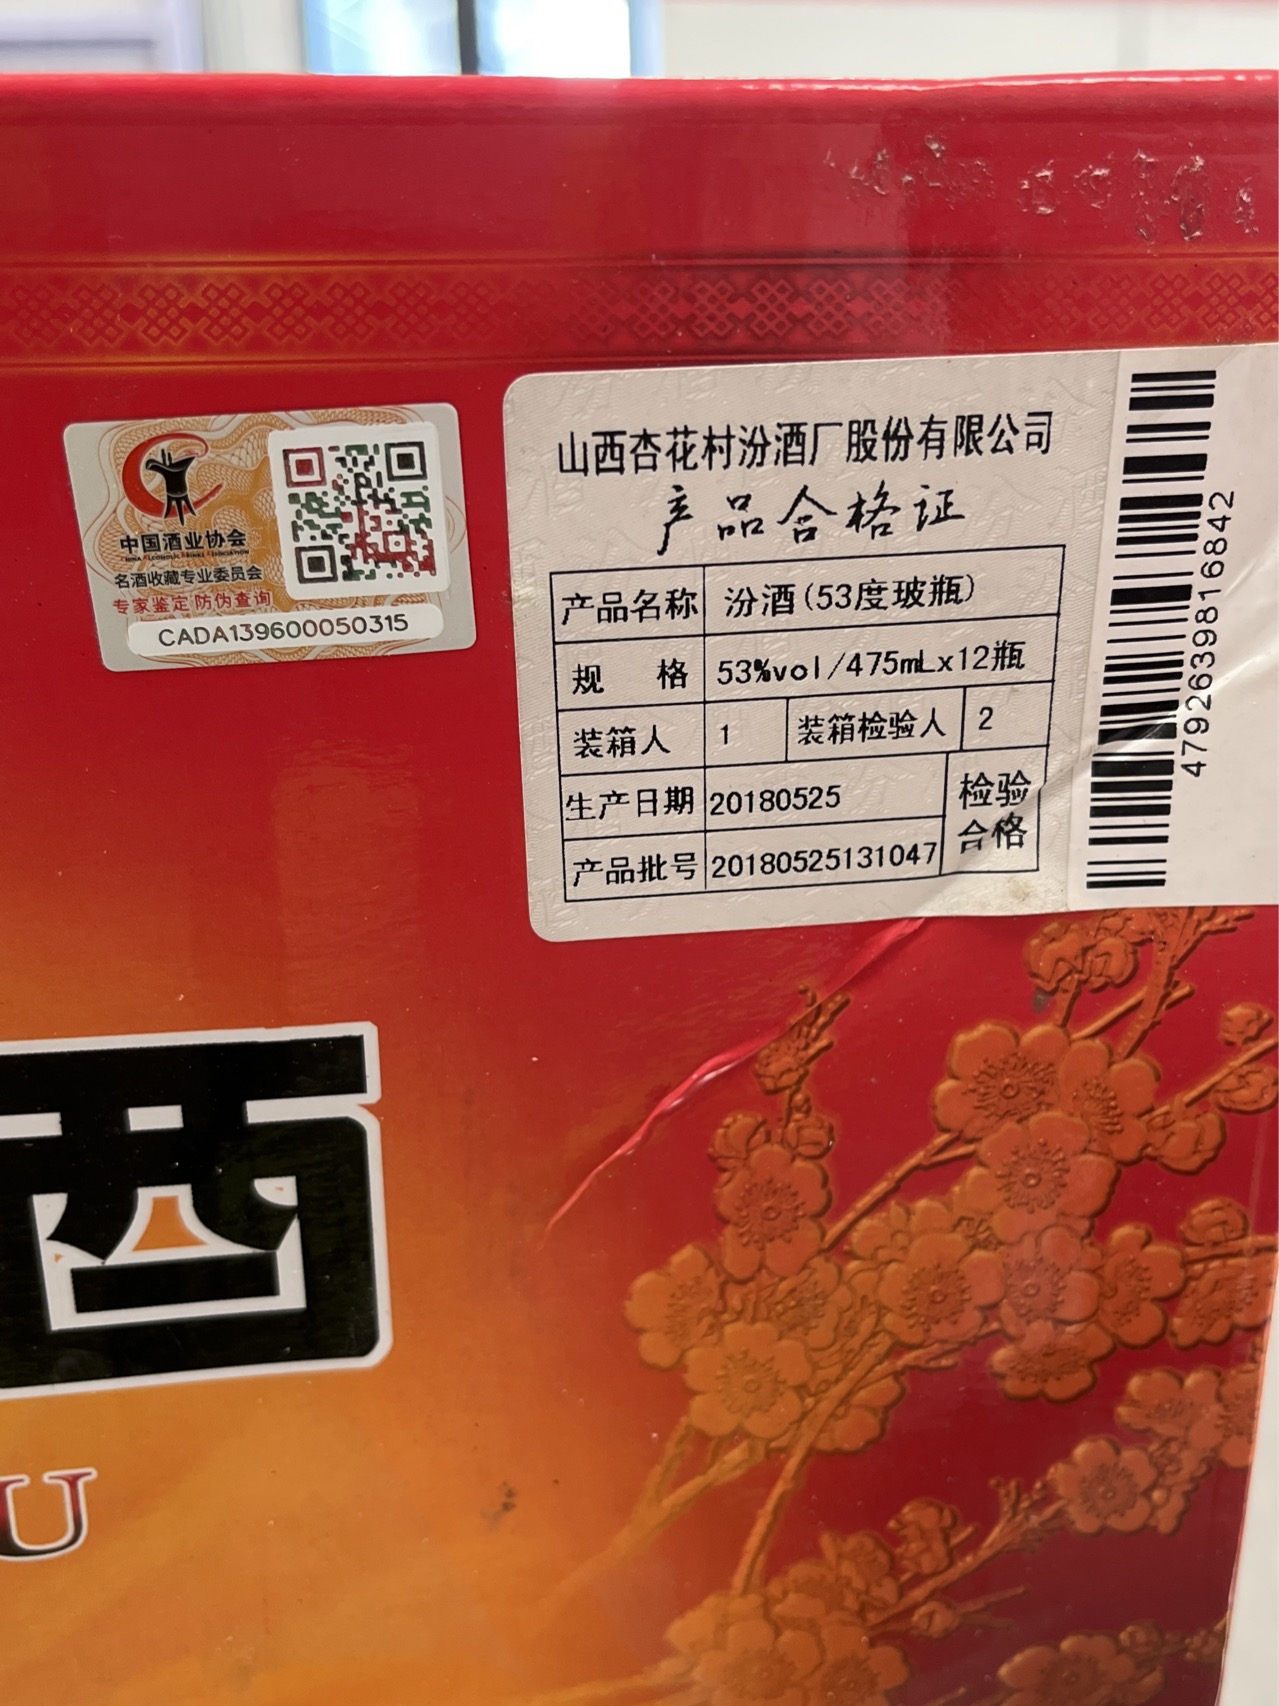 中国酒业协会
CHINA ALCOHOLIC DRINKS ASSOCIATION
名酒收藏专业委员会
专家鉴定 防伪查询
CADA139600050315
山西杏花村汾酒厂股份有限公司
产品合格证
产品名称 汾酒(53度玻瓶)
规 格 53%vol/475mLx12瓶
装箱人 1 装箱检验人 2
生产日期 20180525
检验合格
产品批号 20180525131047
4792639816842
酒
U